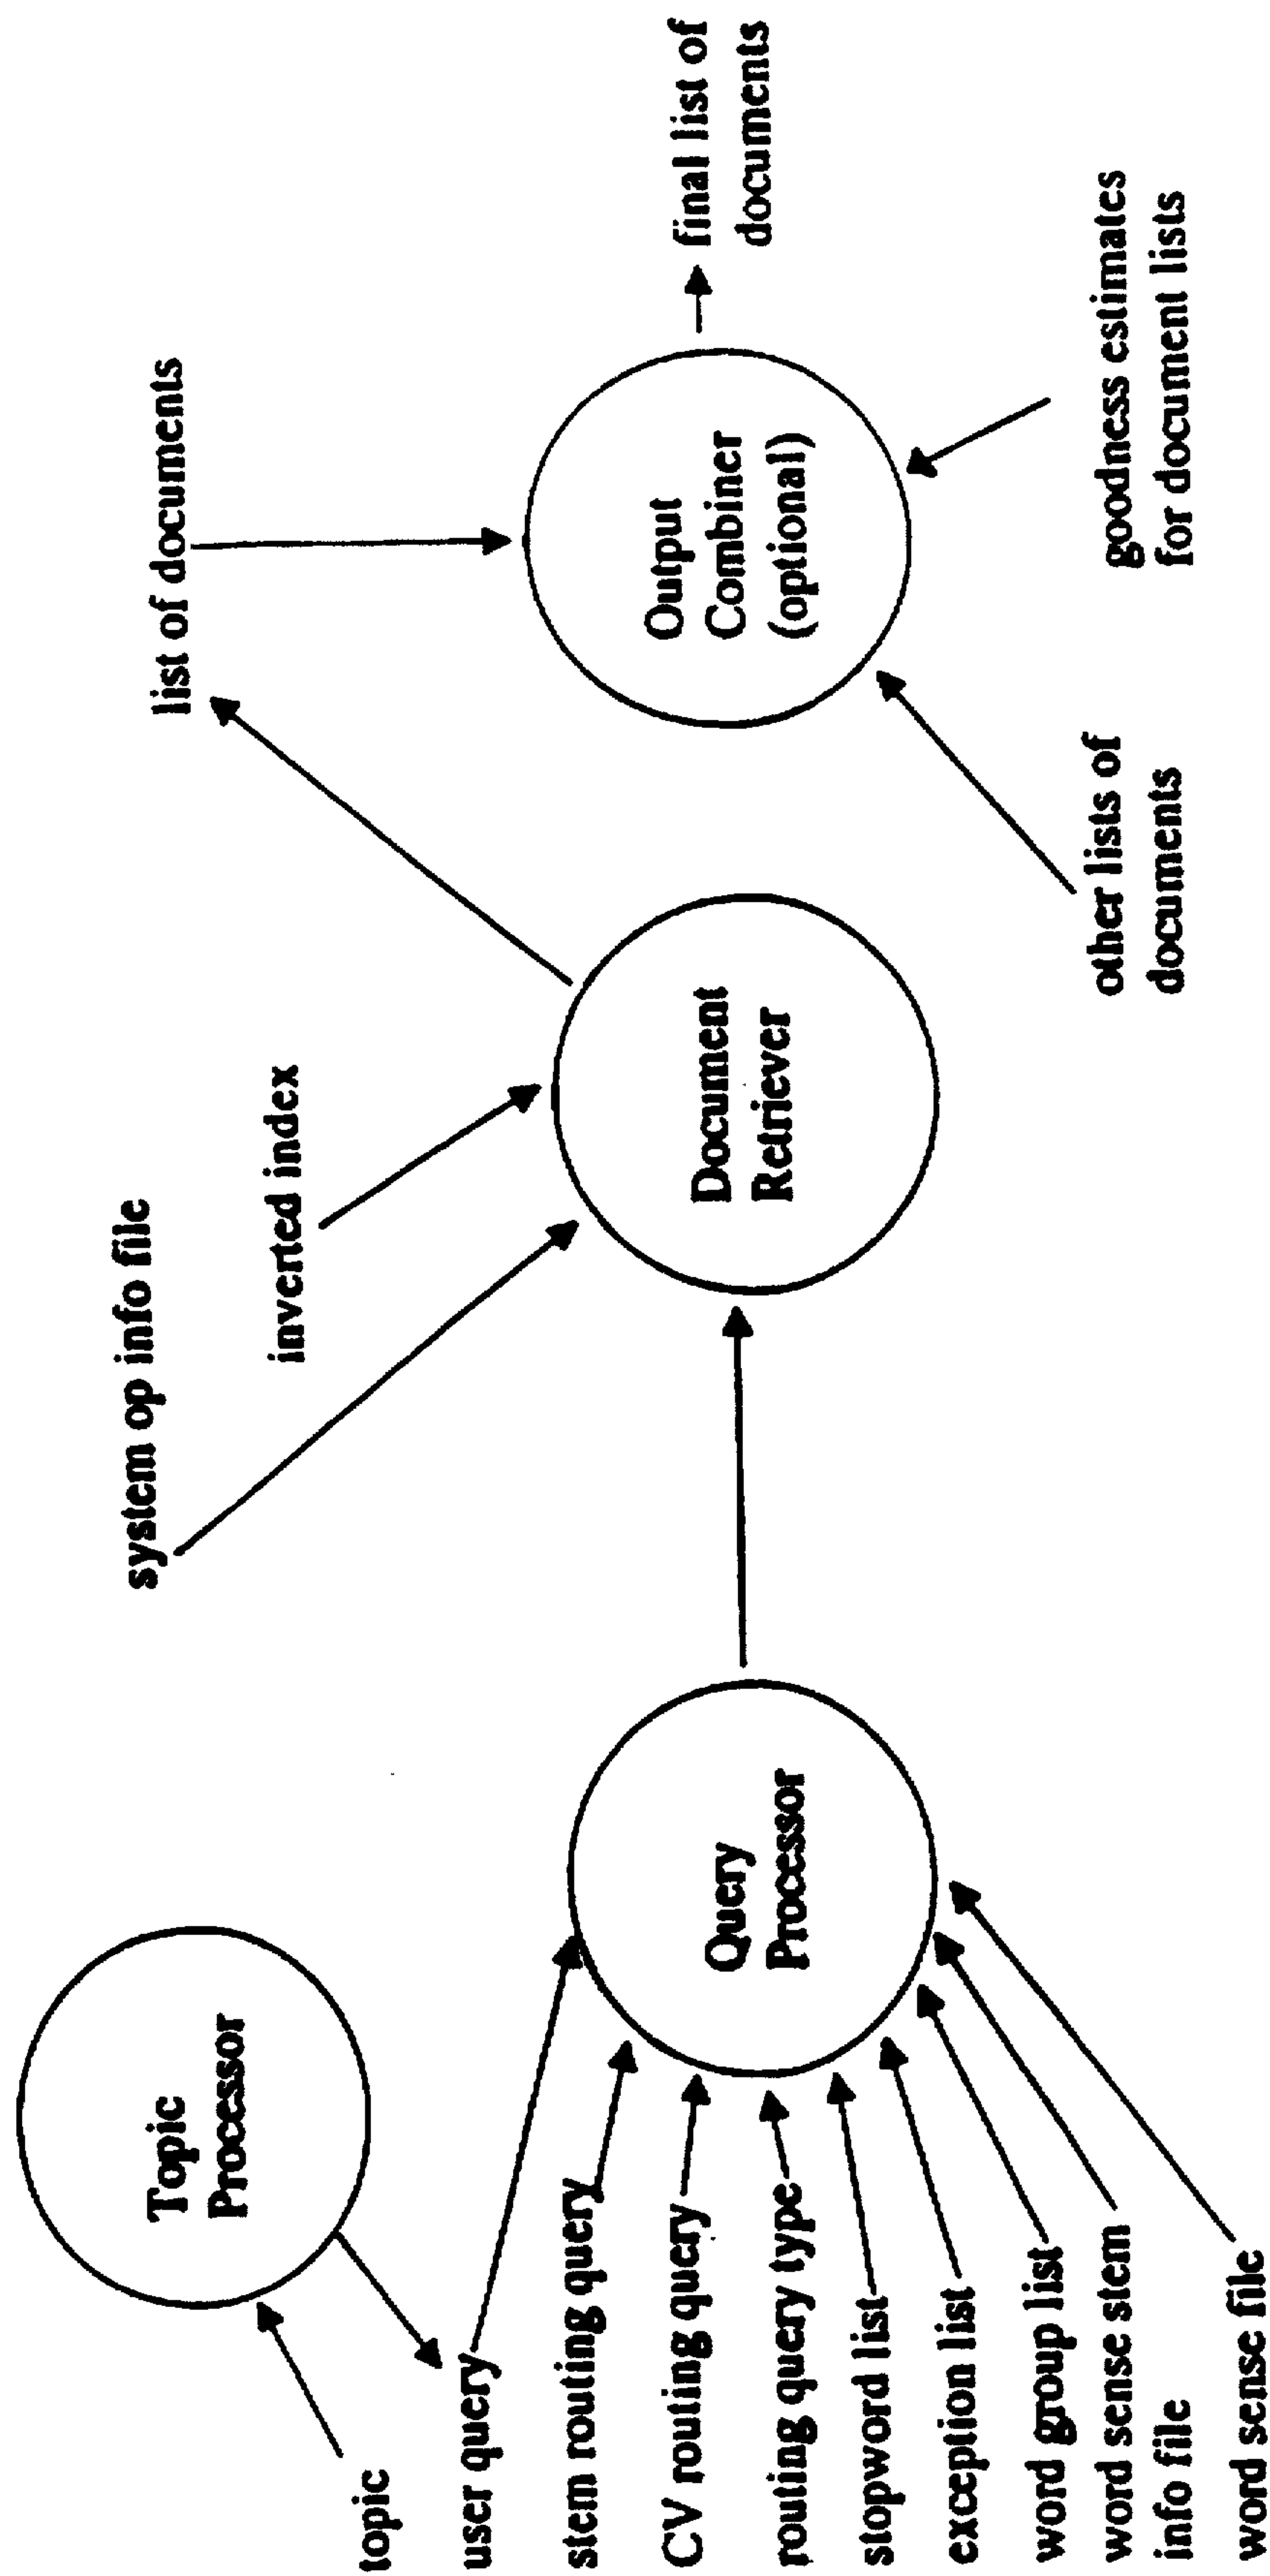 topic
Topic
Processor
user query
stem routing query
CV routing query
routing query type
stopword list
exception list
word group list
word sense stem
info file
word sense file
Query
Processor
system op info file
inverted index
Document
Retriever
list of documents
other lists of
documents
Output
Combiner
(optional)
goodness estimates
for document lists
final list of
documents